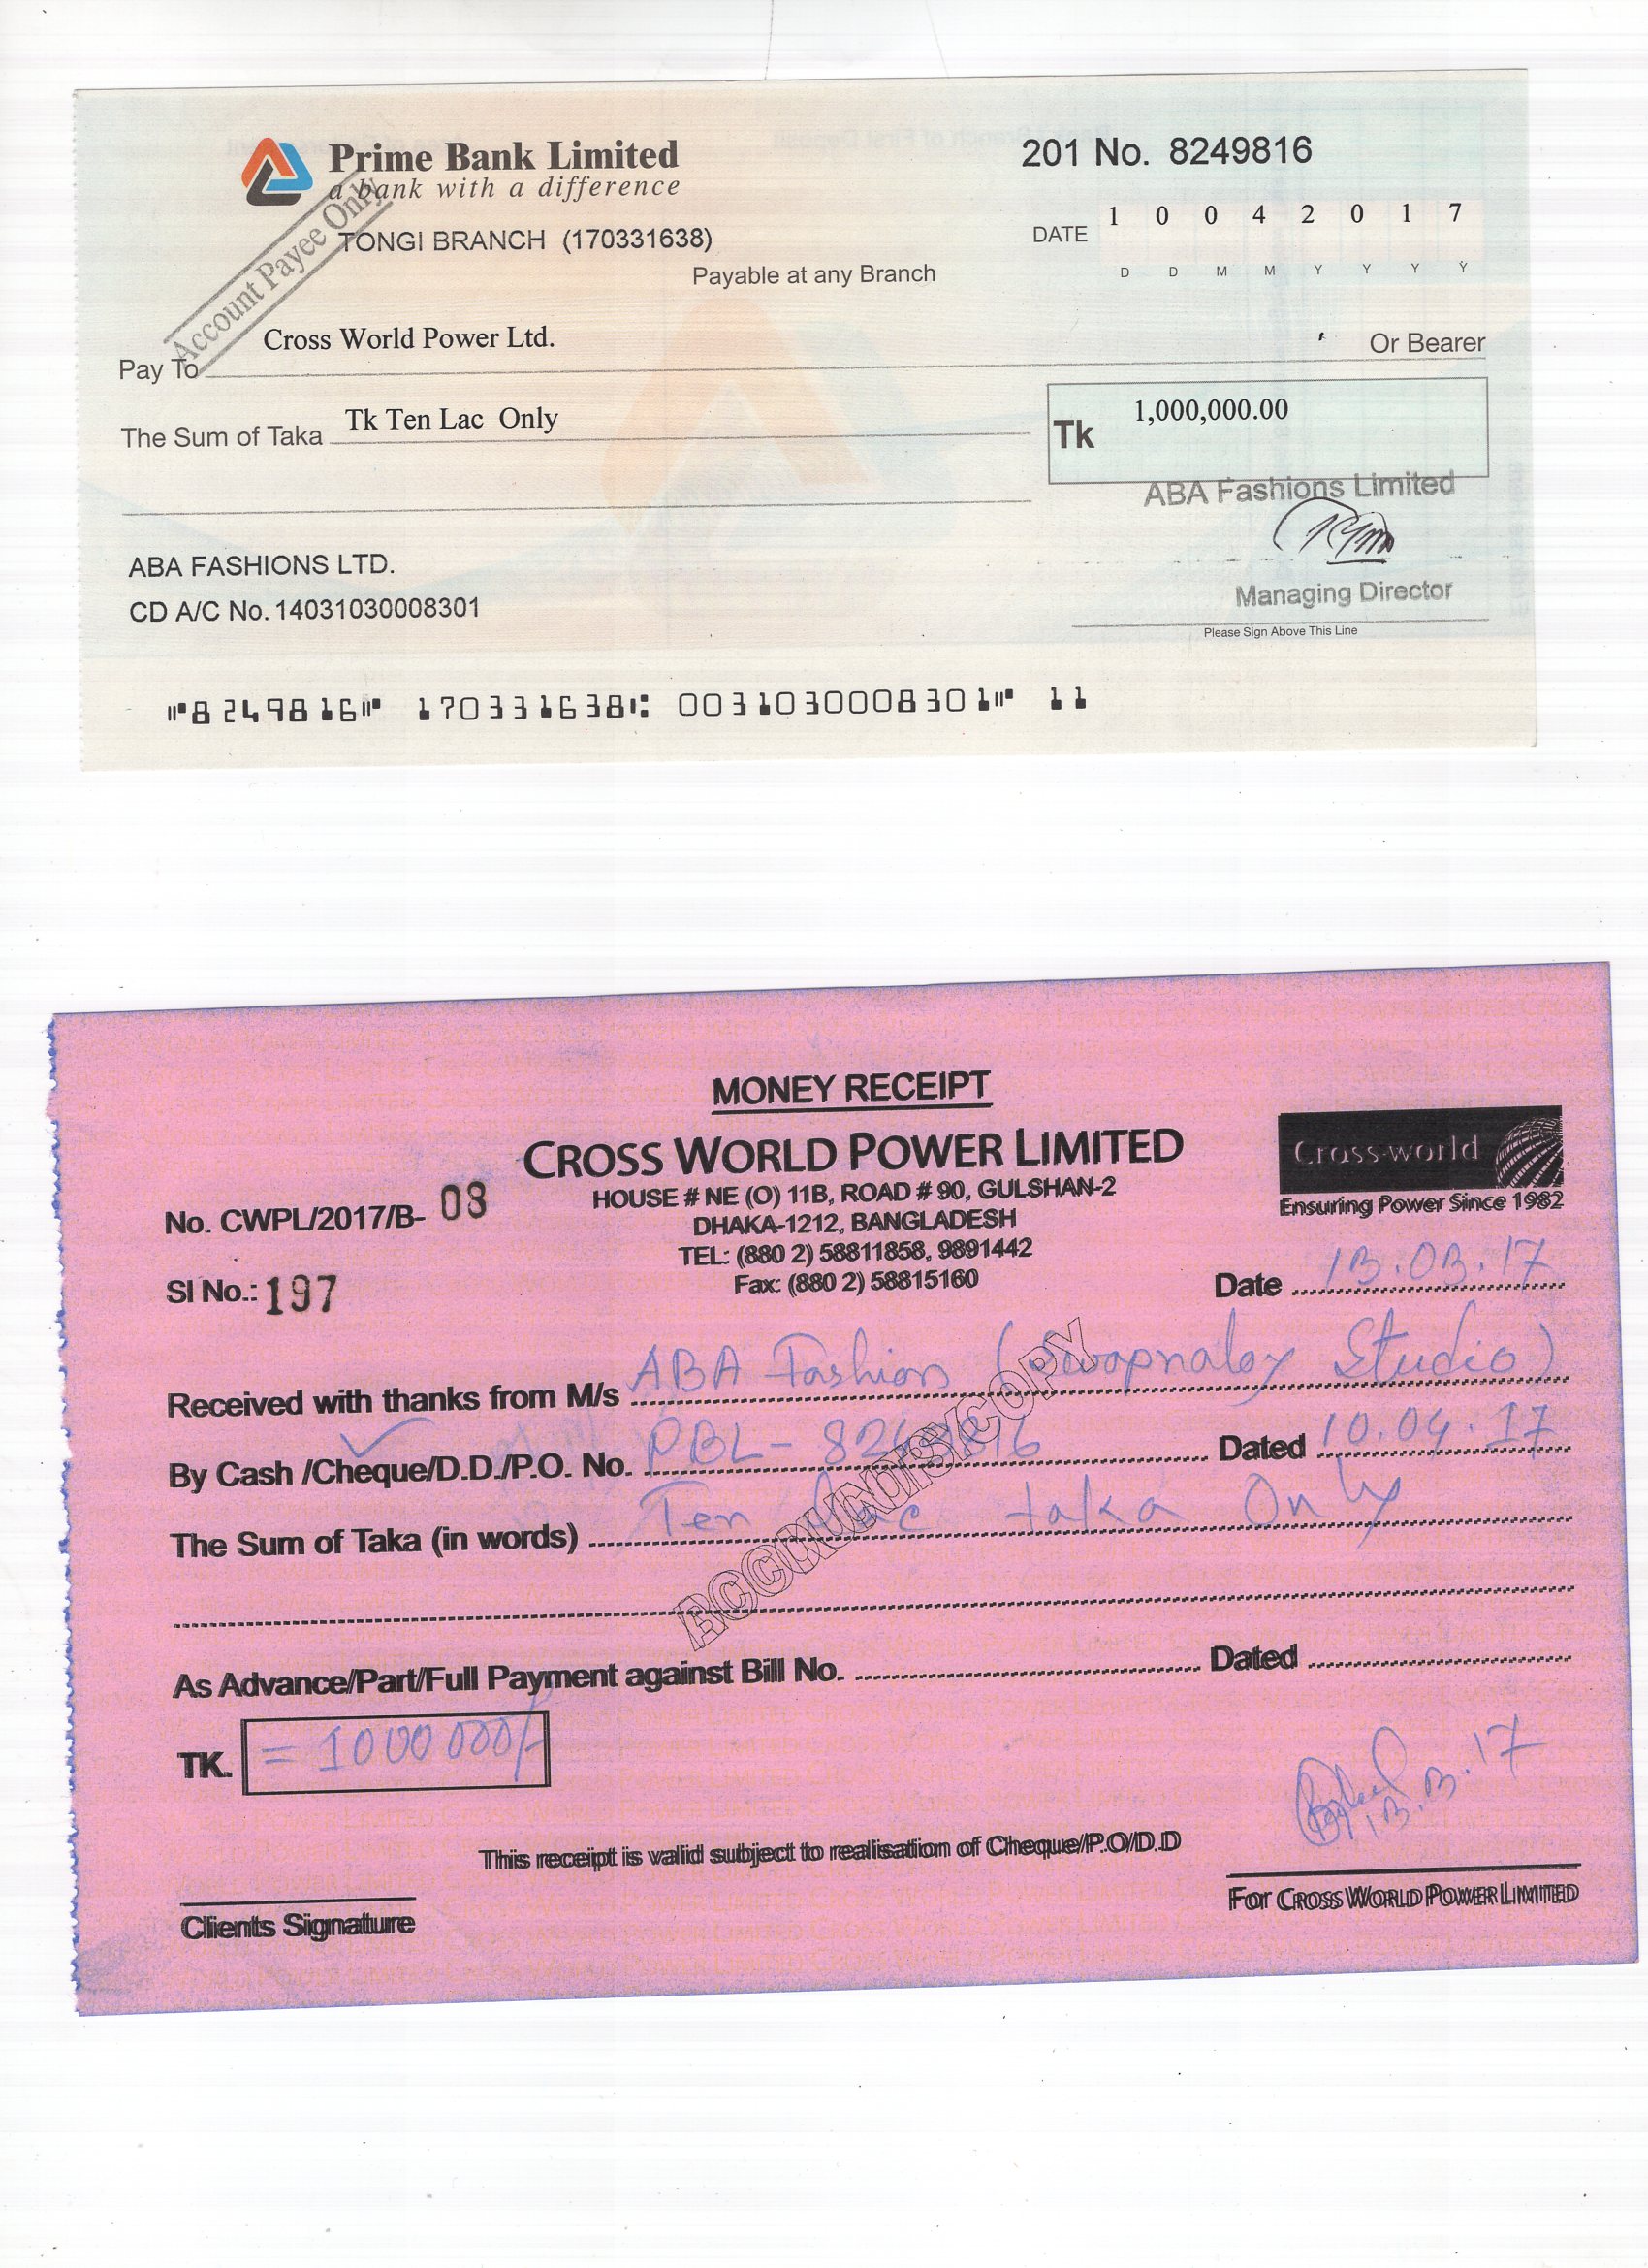 Prime Bank Limited
a bank with a difference
201 No. 8249816
TONGI BRANCH (170331638)
Payable at any Branch
DATE 1 0 0 4 2 0 1 7
D D M M Y Y Y Y
Account Payee Only
Pay To Cross World Power Ltd. Or Bearer
The Sum of Taka Tk Ten Lac Only
Tk 1,000,000.00
ABA Fashions Limited
ABA FASHIONS LTD.
CD A/C No. 14031030008301
Managing Director
Please Sign Above This Line
8249816 170331638 0031030008301 11
MONEY RECEIPT
CROSS WORLD POWER LIMITED
Cross-world
Ensuring Power Since 1982
HOUSE # NE (O) 11B, ROAD # 90, GULSHAN-2
DHAKA-1212, BANGLADESH
TEL: (880 2) 58811858, 9891442
Fax: (880 2) 58815160
No. CWPL/2017/B- 03
SI No.: 197
Date 13.03.17
Received with thanks from M/s ABA Fashion (Swapnaloy Studio)
By Cash /Cheque/D.D./P.O. No. PBL - 8249816 Dated 10.04.17
The Sum of Taka (in words) Ten Lac taka Only
COPY
As Advance/Part/Full Payment against Bill No. Dated
TK. = 1000000/-
13.3.17
This receipt is valid subject to realisation of Cheque/P.O/D.D
Clients Signature
For CROSS WORLD POWER LIMITED